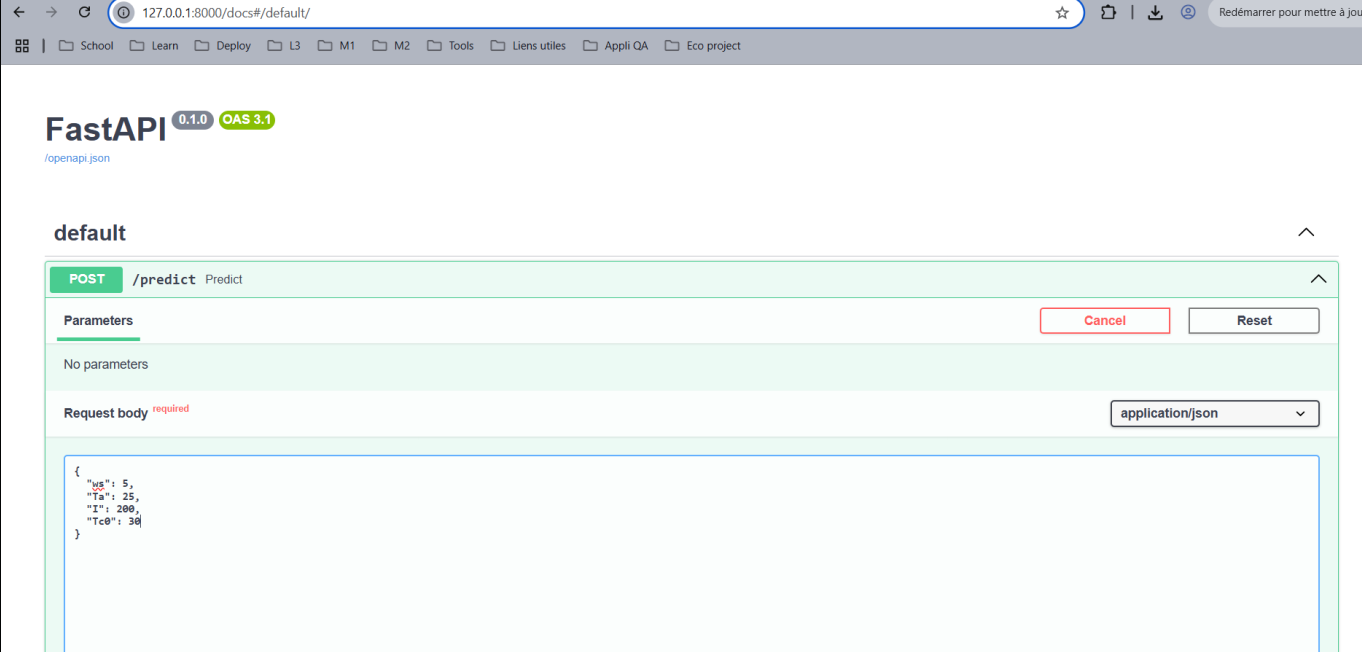 127.0.0.1:8000/docs#/default/
Redémarrer pour mettre à jou
School Learn Deploy L3 M1 M2 Tools Liens utiles Appli QA Eco project
FastAPI 0.1.0 OAS 3.1
/openapi.json
default
POST /predict Predict
Parameters
Cancel Reset
No parameters
Request body required
application/json
{
"ws": 5,
"Ta": 25,
"I": 200,
"Tc0": 30
}